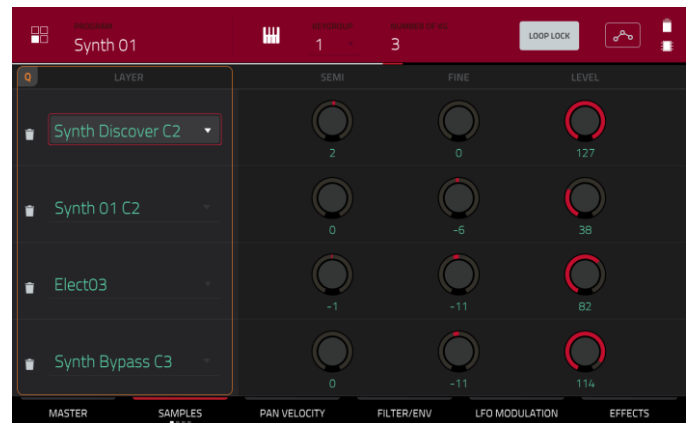 PROGRAM
Synth 01
KEYGROUP
1
NUMBER OF KG
3
LOOP LOCK
Q
LAYER
SEMI
FINE
LEVEL
Synth Discover C2
2
0
127
Synth 01 C2
0
-6
38
Elect03
-1
-11
82
Synth Bypass C3
0
-11
114
MASTER
SAMPLES
PAN VELOCITY
FILTER/ENV
LFO MODULATION
EFFECTS